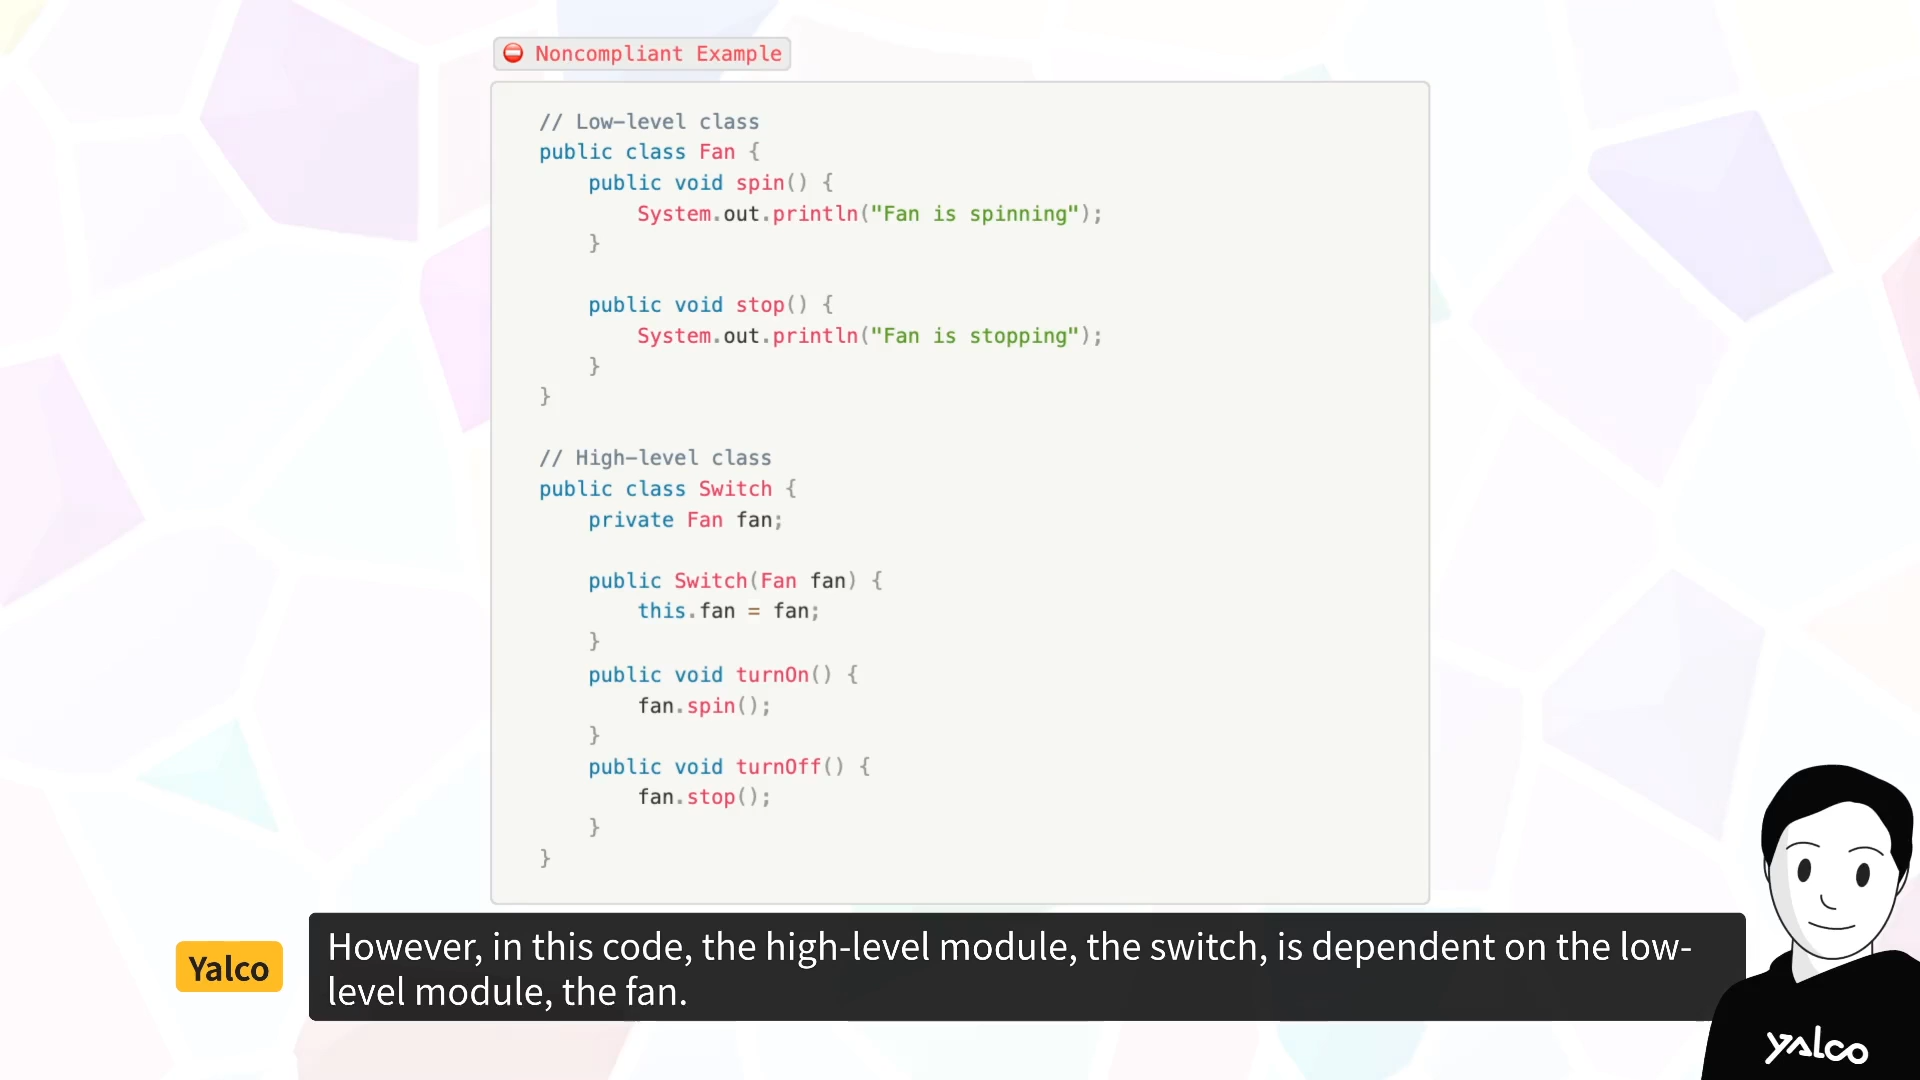 Noncompliant Example
// Low-level class
public class Fan {
public void spin() {
System.out.println("Fan is spinning");
}
public void stop() {
System.out.println("Fan is stopping");
}
}
// High-level class
public class Switch {
private Fan fan;
public Switch(Fan fan) {
this.fan = fan;
}
public void turnOn() {
fan.spin();
}
public void turnOff() {
fan.stop();
}
}
Yalco
However, in this code, the high-level module, the switch, is dependent on the low-
level module, the fan.
yalco